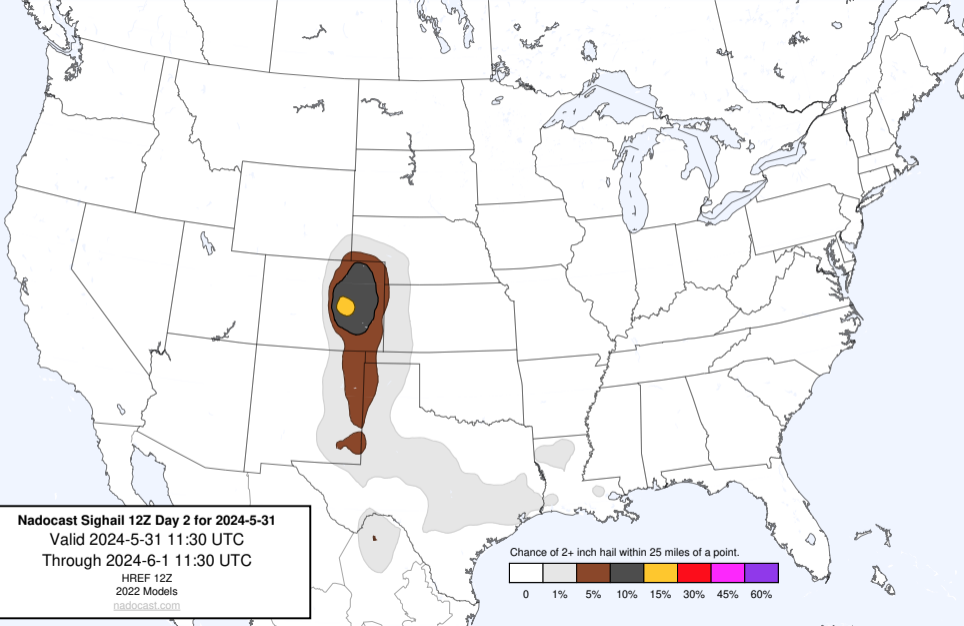 Nadocast Sighail 12Z Day 2 for 2024-5-31
Valid 2024-5-31 11:30 UTC
Through 2024-6-1 11:30 UTC
HREF 12Z
2022 Models
nadocast.com
Chance of 2+ inch hail within 25 miles of a point.
0 1% 5% 10% 15% 30% 45% 60%